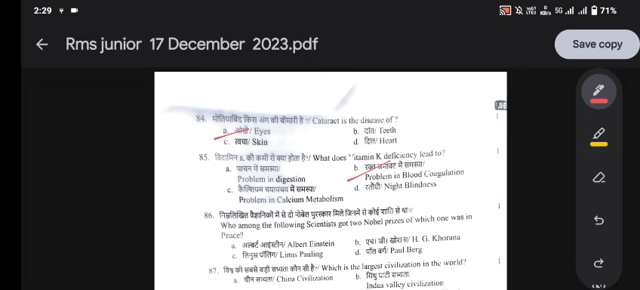 2:29 5G 71%
Rms junior 17 December 2023.pdf
Save copy
84. मोतियाबिंद किस अंग की बीमारी है?/ Cataract is the disease of ?
a. आंखों/ Eyes b. दांत/ Teeth
c. त्वचा/ Skin d. दिल/ Heart
85. विटामिन K की कमी से क्या होता है?/ What does Vitamin K deficiency lead to?
a. पाचन में समस्या/ b. रक्त में समस्या/
Problem in digestion Problem in Blood Coagulation
c. कैल्शियम चयापचय में समस्या/ d. रतौंधी/ Night Blindness
Problem in Calcium Metabolism
86. निम्नलिखित वैज्ञानिकों में से दो नोबेल पुरस्कार मिले जिनमें से कोई शांति से था?/
Who among the following Scientists got two Nobel prizes of which one was in
Peace?
a. अल्बर्ट आइंस्टीन/ Albert Einstein b. एच। जी। खोराना/ H. G. Khorana
c. लिनुस पॉलिंग/ Linus Pauling d. पॉल बर्ग/ Paul Berg
87. विश्व की सबसे बड़ी सभ्यता कौन सी है?/ Which is the largest civilization in the world?
a. चीन सभ्यता/ China Civilization b. सिंधु घाटी सभ्यता/
Indus valley civilization